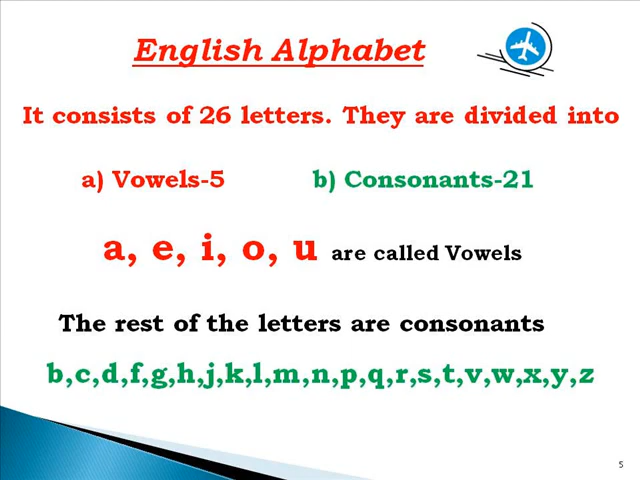 English Alphabet
It consists of 26 letters. They are divided into
a) Vowels-5 b) Consonants-21
a, e, i, o, u are called Vowels
The rest of the letters are consonants
b,c,d,f,g,h,j,k,l,m,n,p,q,r,s,t,v,w,x,y,z
5